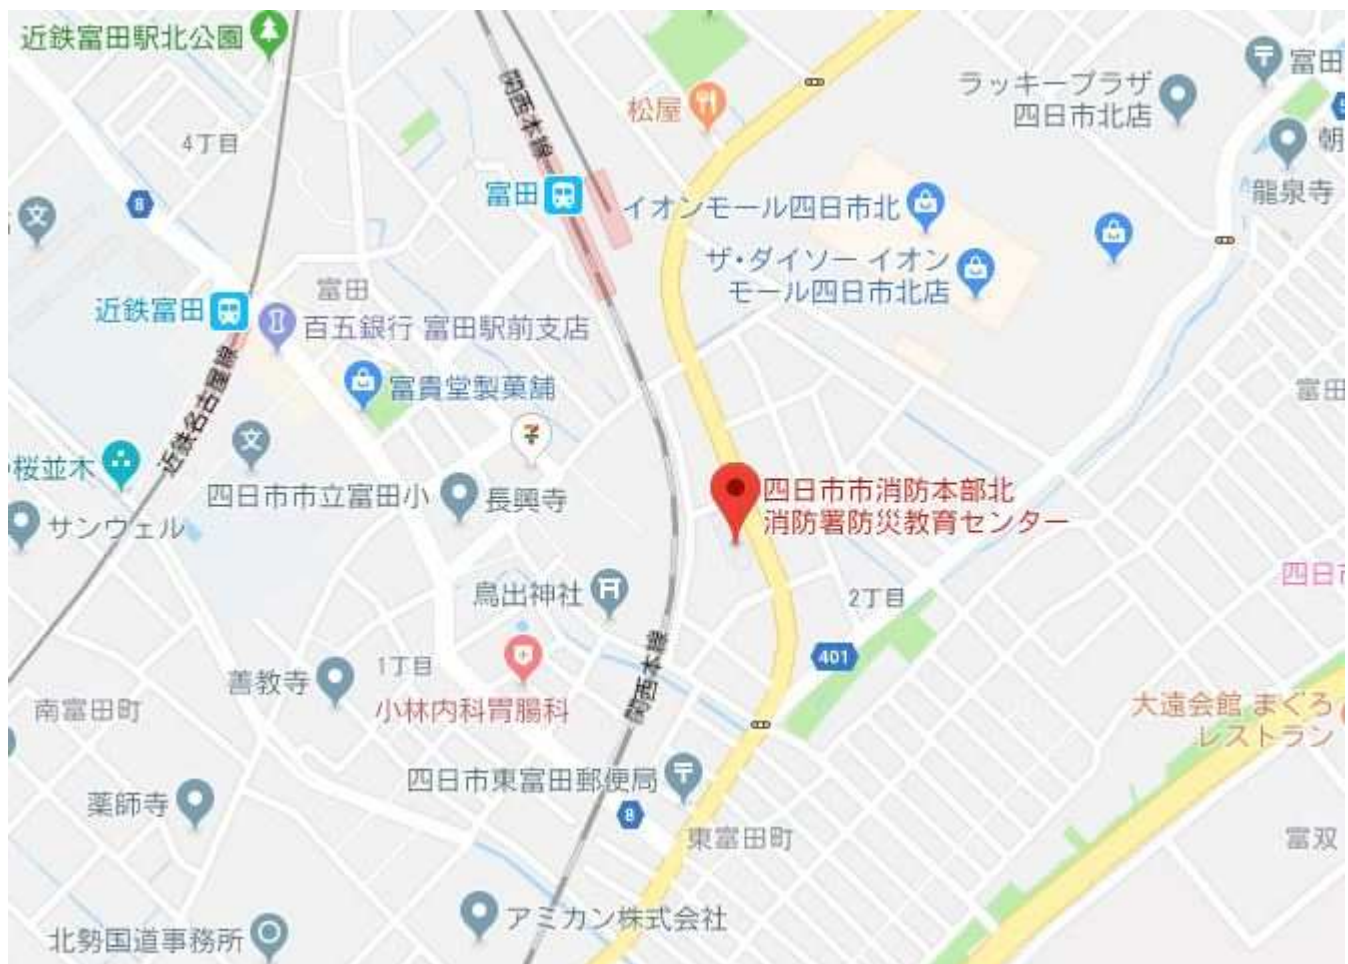 近鉄富田駅北公園
富田
ラッキープラザ
四日市北店
松屋
朝
4丁目
龍泉寺
富田
イオンモール四日市北
8
文
ザ・ダイソー イオン
モール四日市北店
関西本線
富田
近鉄富田
百五銀行 富田駅前支店
富貴堂製菓舗
富田
近鉄名古屋線
文
桜並木
四日市市立富田小
長興寺
サンウェル
四日市市消防本部北
消防署防災教育センター
鳥出神社
2丁目
四日市
401
1丁目
善教寺
小林内科胃腸科
関西本線
南富田町
大遠会館 まぐろ
レストラン
四日市東富田郵便局
薬師寺
8
東富田町
富双
アミカン株式会社
北勢国道事務所